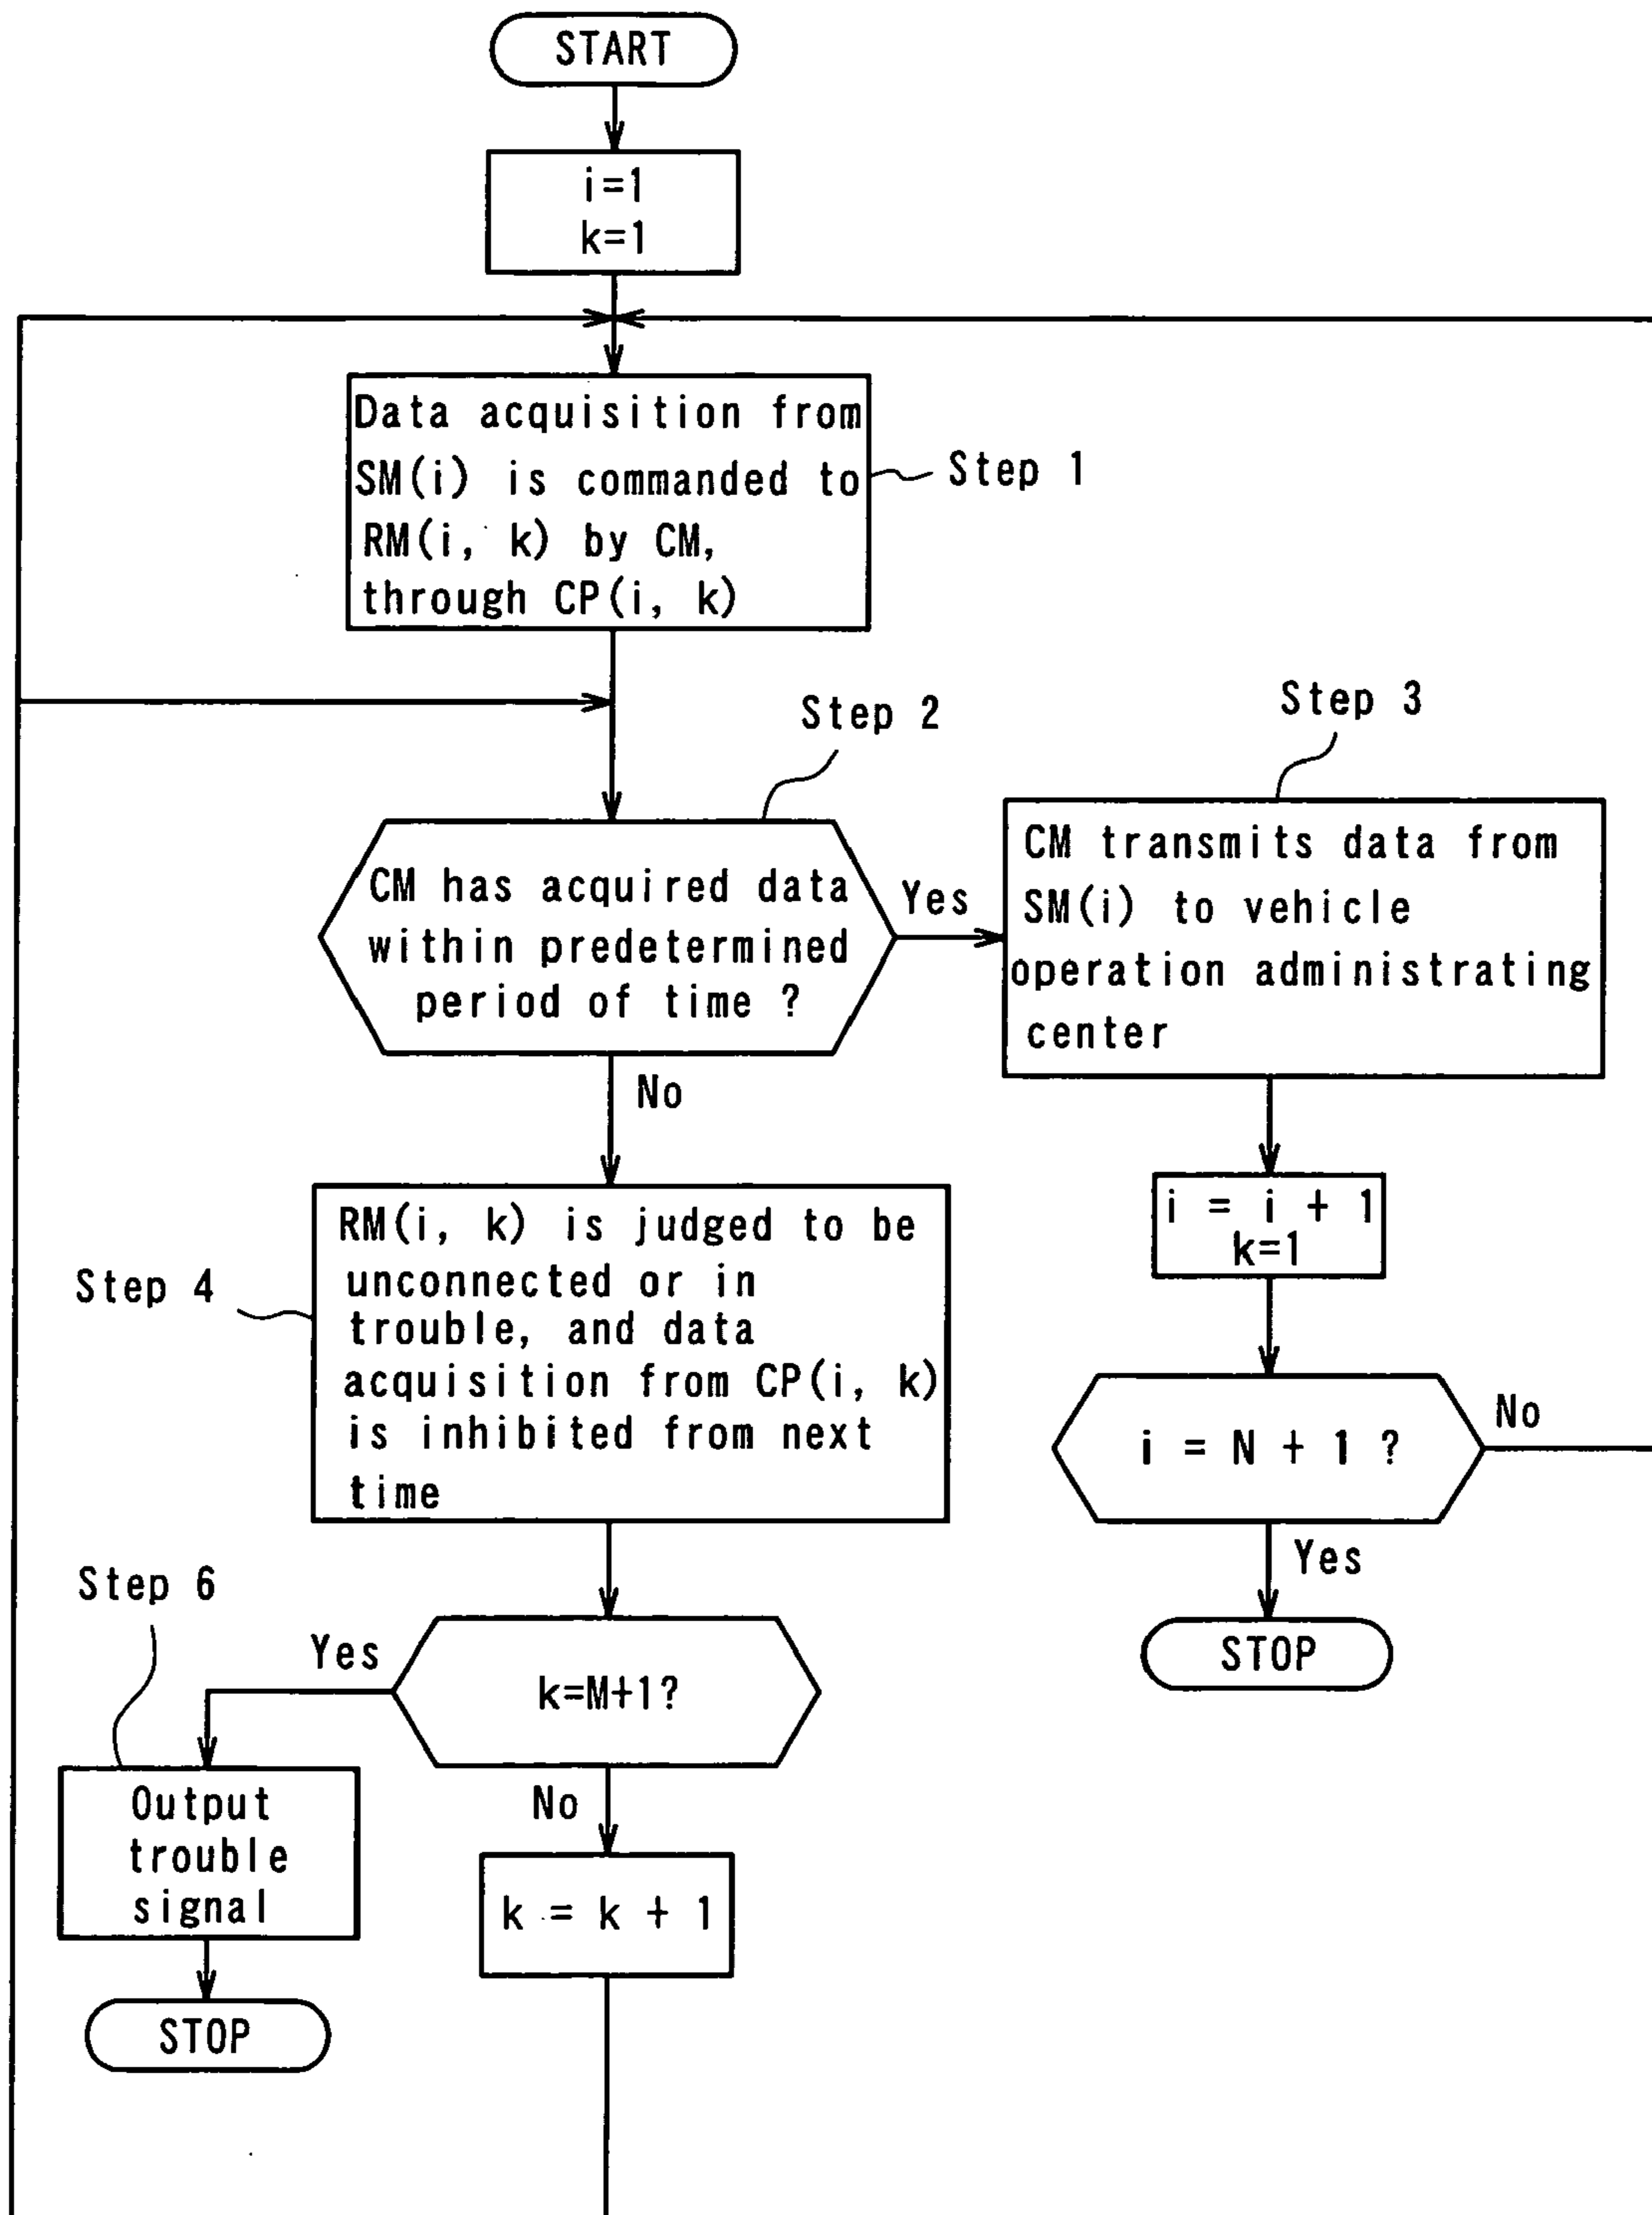 START
i=1
k=1
Data acquisition from
SM(i) is commanded to
RM(i, k) by CM,
through CP(i, k)
Step 1
Step 2
Step 3
CM has acquired data
within predetermined
period of time ?
Yes
CM transmits data from
SM(i) to vehicle
operation administrating
center
No
i = i + 1
k=1
Step 4
RM(i, k) is judged to be
unconnected or in
trouble, and data
acquisition from CP(i, k)
is inhibited from next
time
i = N + 1 ?
No
Yes
STOP
Step 6
Yes
k=M+1?
No
Output
trouble
signal
k = k + 1
STOP